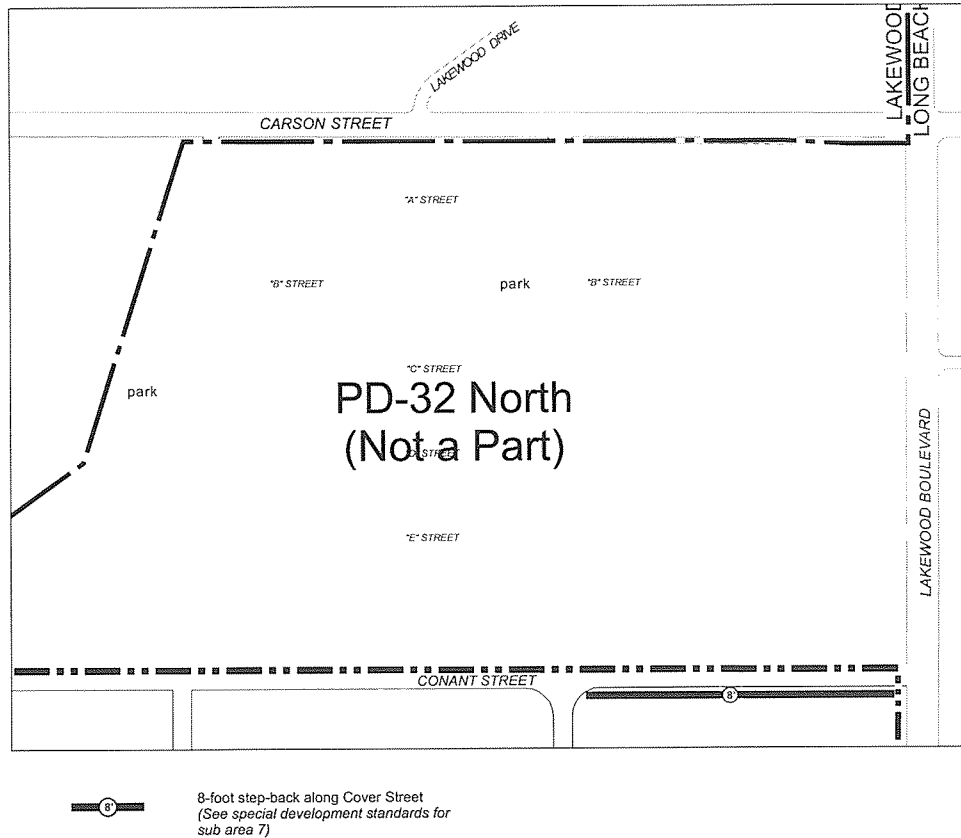 LAKEWOOD
LONG BEACH
LAKEWOOD DRIVE
CARSON STREET
"A" STREET
"B" STREET
park
"B" STREET
"C" STREET
park
PD-32 North
(Not a Part)
"D" STREET
"E" STREET
LAKEWOOD BOULEVARD
CONANT STREET
8'
8'
8-foot step-back along Cover Street
(See special development standards for
sub area 7)